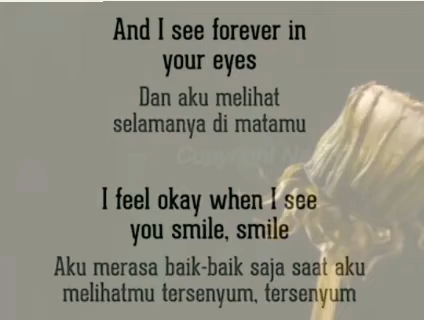 And I see forever in
your eyes
Dan aku melihat
selamanya di matamu
I feel okay when I see
you smile, smile
Aku merasa baik-baik saja saat aku
melihatmu tersenyum, tersenyum